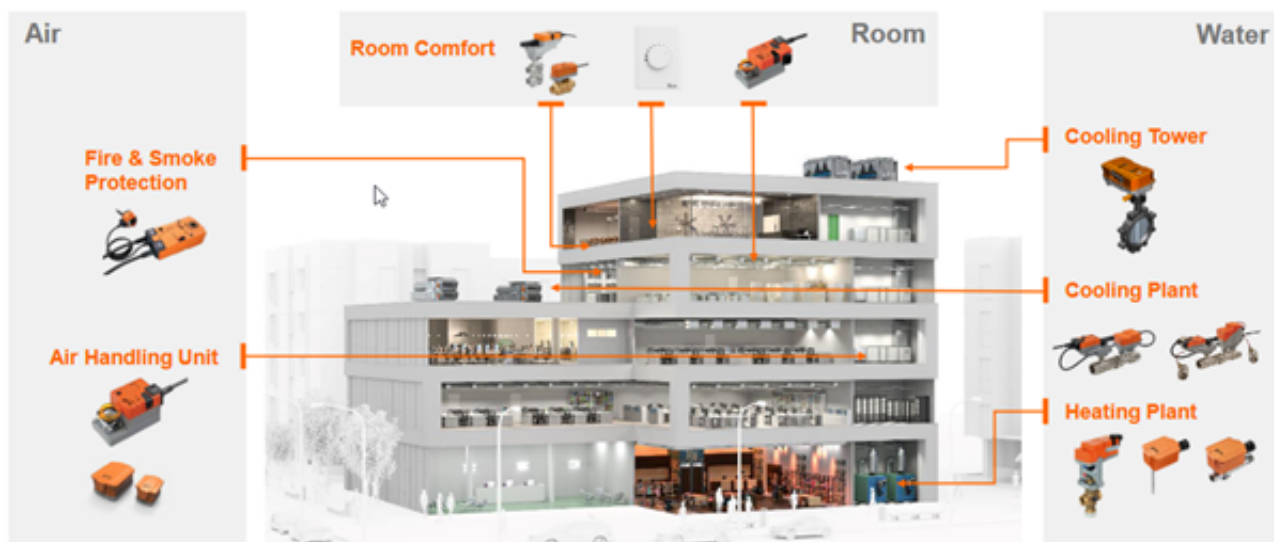 Air
Room Comfort
Room
Water
Fire & Smoke
Protection
Cooling Tower
Cooling Plant
Air Handling Unit
Heating Plant